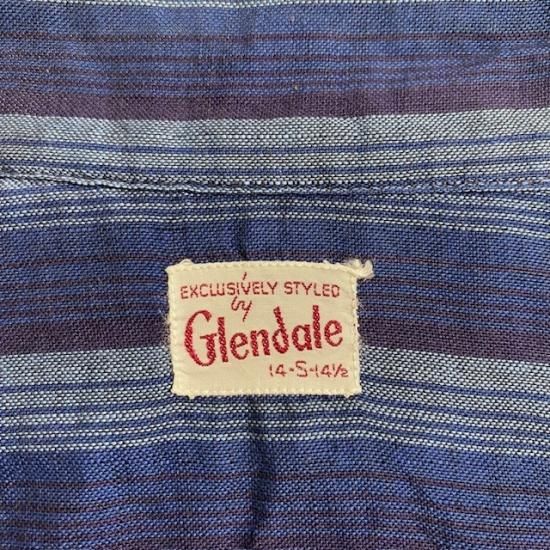 EXCLUSIVELY STYLED
by
Glendale
14-S-14½